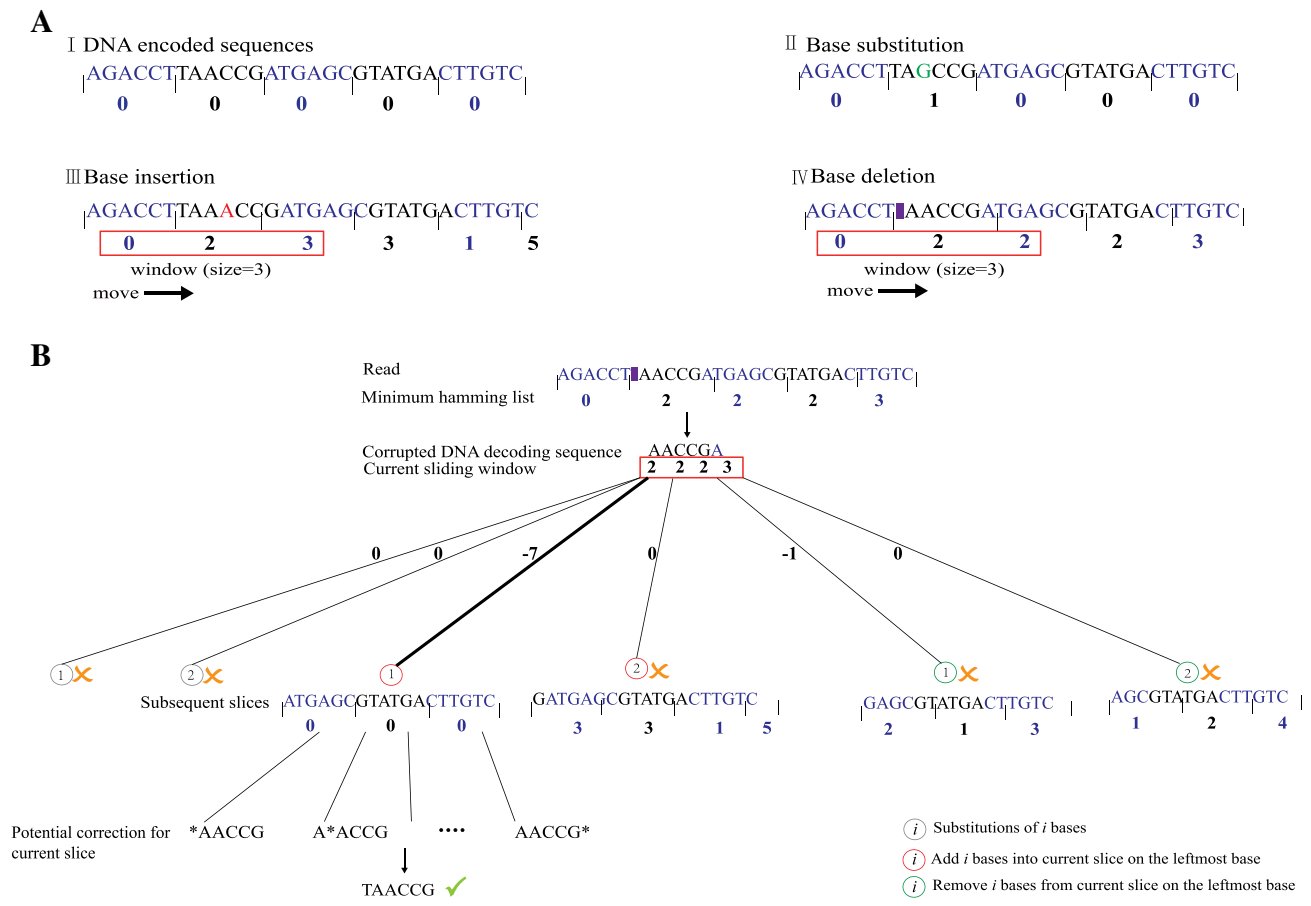 A
Ⅰ DNA encoded sequences
AGACCTTAACCGATGAGCGTATGACTTGTC
0 0 0 0 0
Ⅱ Base substitution
AGACCTTAGCCGATGAGCGTATGACTTGTC
0 1 0 0 0
Ⅲ Base insertion
AGACCTTAAACCGATGAGCGTATGACTTGTC
0 2 3 3 1 5
window (size=3)
move
Ⅳ Base deletion
AGACCT AACCGATGAGCGTATGACTTGTC
0 2 2 2 3
window (size=3)
move
B
Read
AGACCT AACCGATGAGCGTATGACTTGTC
Minimum hamming list
0 2 2 2 3
Corrupted DNA decoding sequence
AACCGA
Current sliding window
2 2 2 3
0 0 -7 0 -1 0
1 2 1 2 1 2
Subsequent slices
ATGAGCGTATGACTTGTC
0 0 0
GATGAGCGTATGACTTGTC
3 3 1 5
GAGCGTATGACTTGTC
2 1 3
AGCGTATGACTTGTC
1 2 4
Potential correction for
current slice
*AACCG A*ACCG .... AACCG*
TAACCG
i Substitutions of i bases
i Add i bases into current slice on the leftmost base
i Remove i bases from current slice on the leftmost base